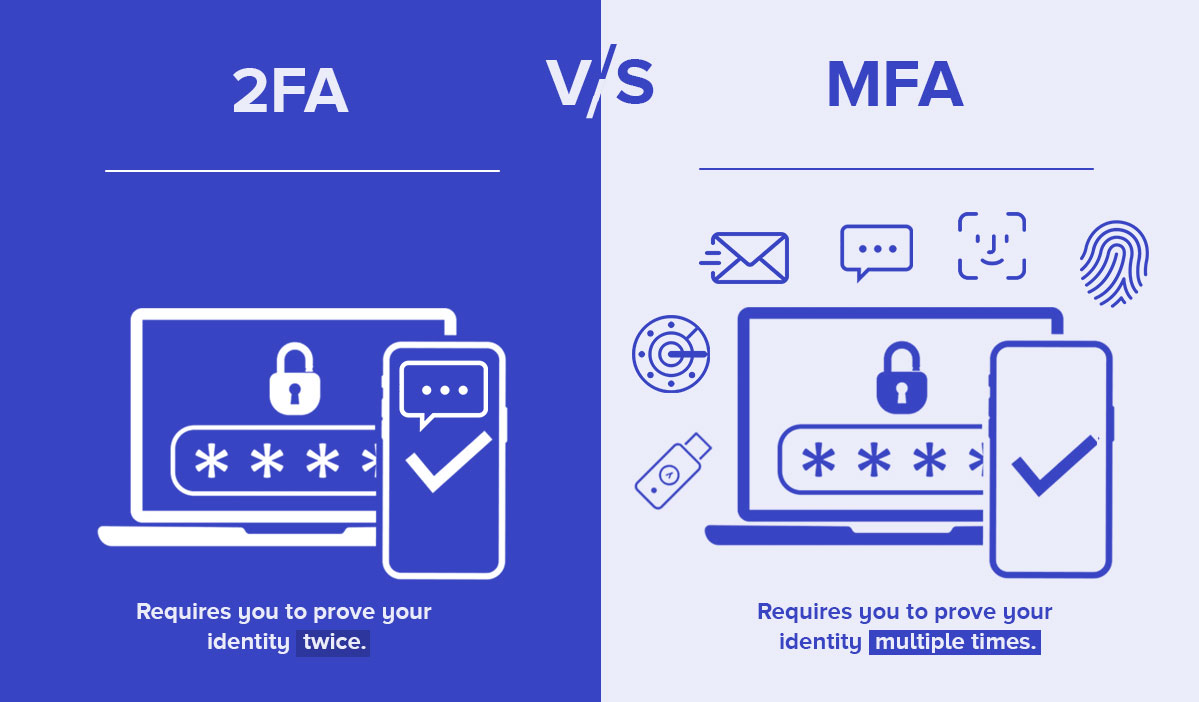 2FA
V/S
MFA
* * * *
Requires you to prove your
identity twice.
* * * *
Requires you to prove your
identity multiple times.